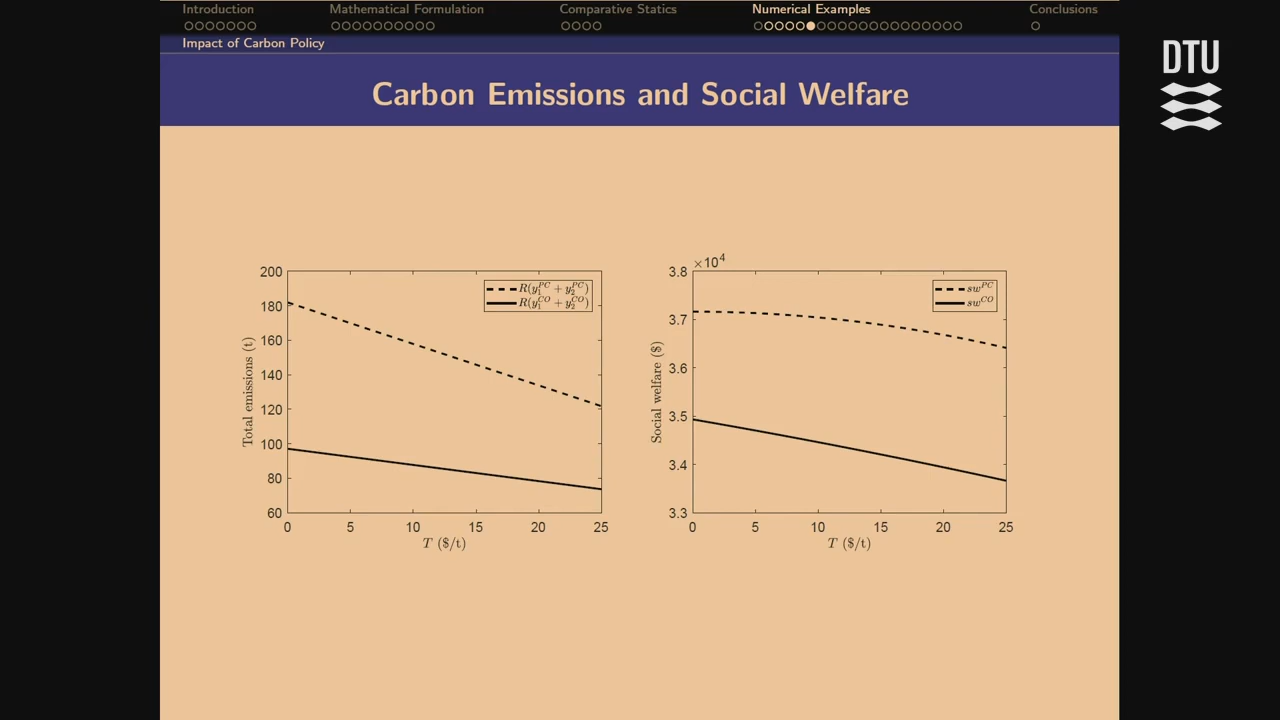 Introduction Mathematical Formulation Comparative Statics Numerical Examples Conclusions
Impact of Carbon Policy
DTU
Carbon Emissions and Social Welfare
200
180
160
140
120
100
80
60
Total emissions (t)
R(y₁^PC + y₂^PC)
R(y₁^CO + y₂^CO)
0 5 10 15 20 25
T ($/t)
×10⁴
3.8
3.7
3.6
3.5
3.4
3.3
Social welfare ($)
sw^PC
sw^CO
0 5 10 15 20 25
T ($/t)